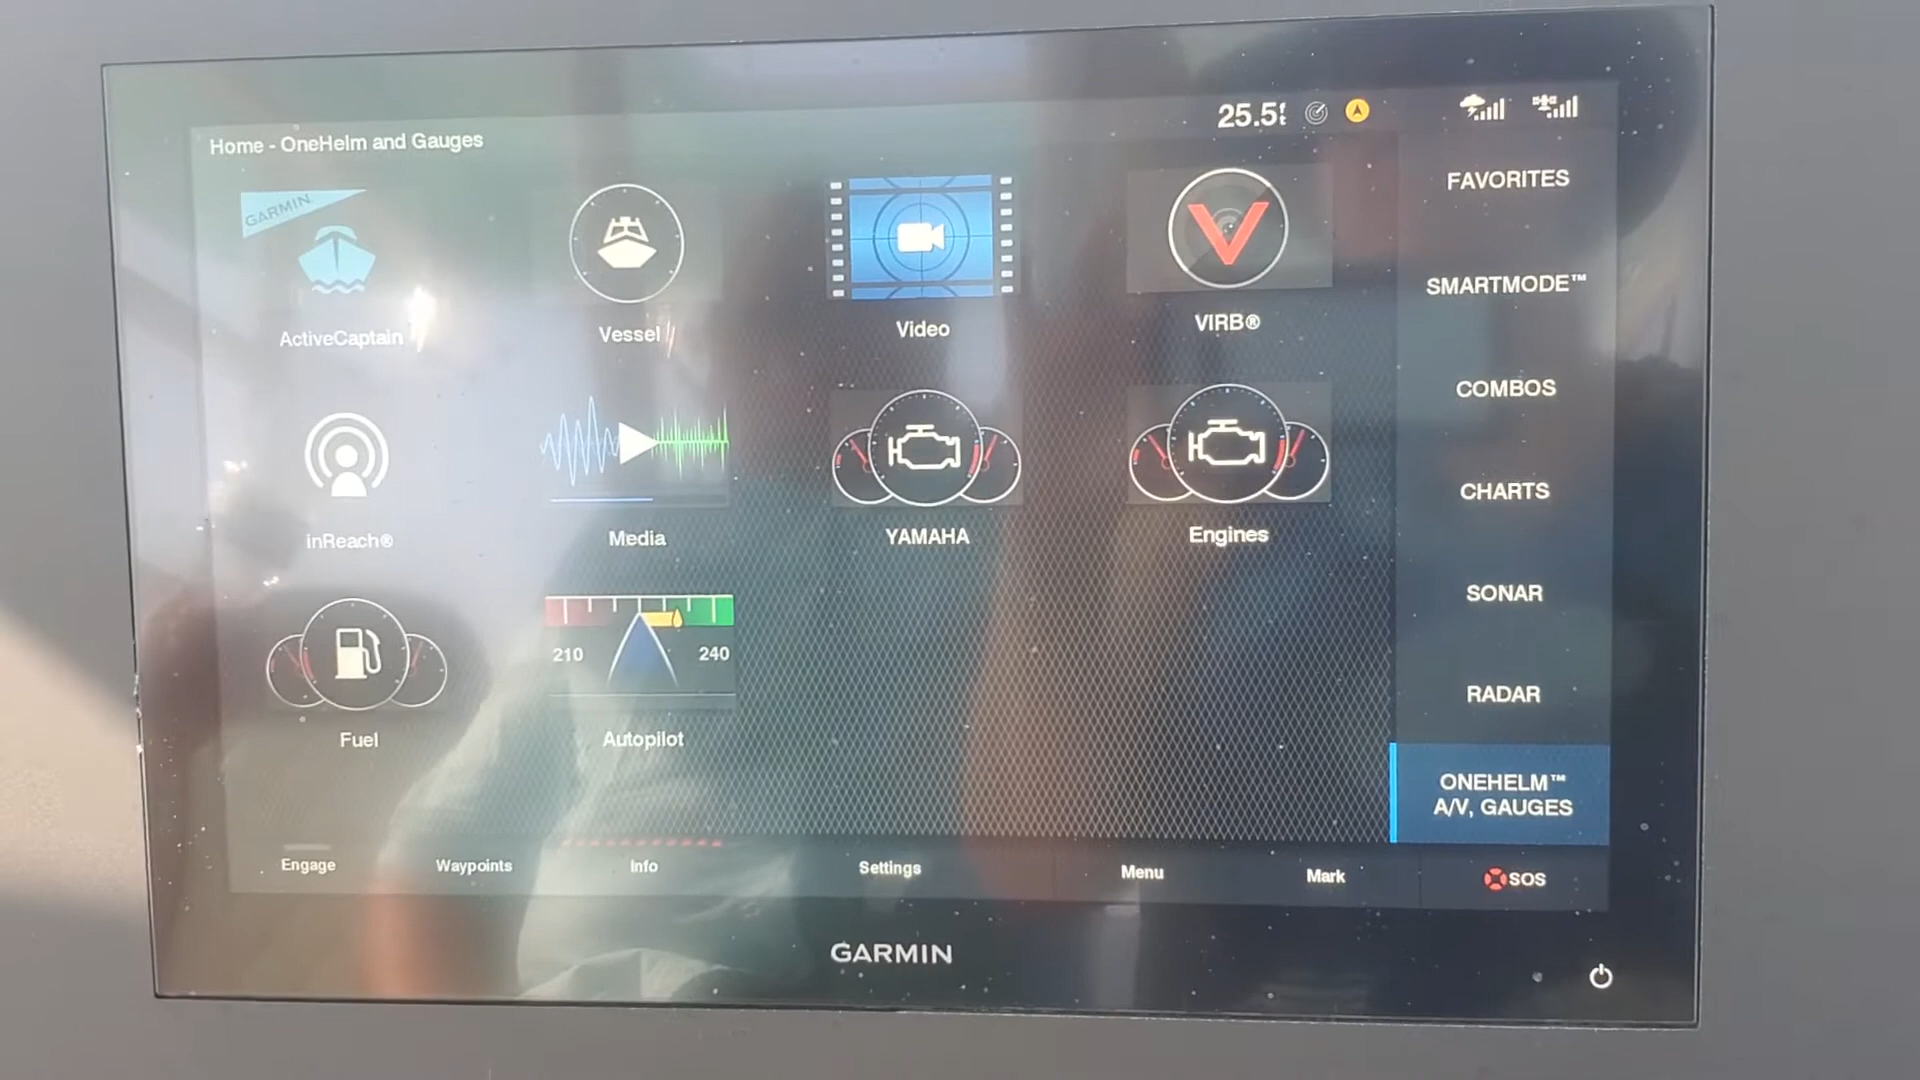 Home - OneHelm and Gauges
25.5 ft
GARMIN
ActiveCaptain
Vessel
Video
VIRB®
inReach®
Media
YAMAHA
Engines
Fuel
210
240
Autopilot
FAVORITES
SMARTMODE™
COMBOS
CHARTS
SONAR
RADAR
ONEHELM™
A/V, GAUGES
Engage
Waypoints
Info
Settings
Menu
Mark
SOS
GARMIN